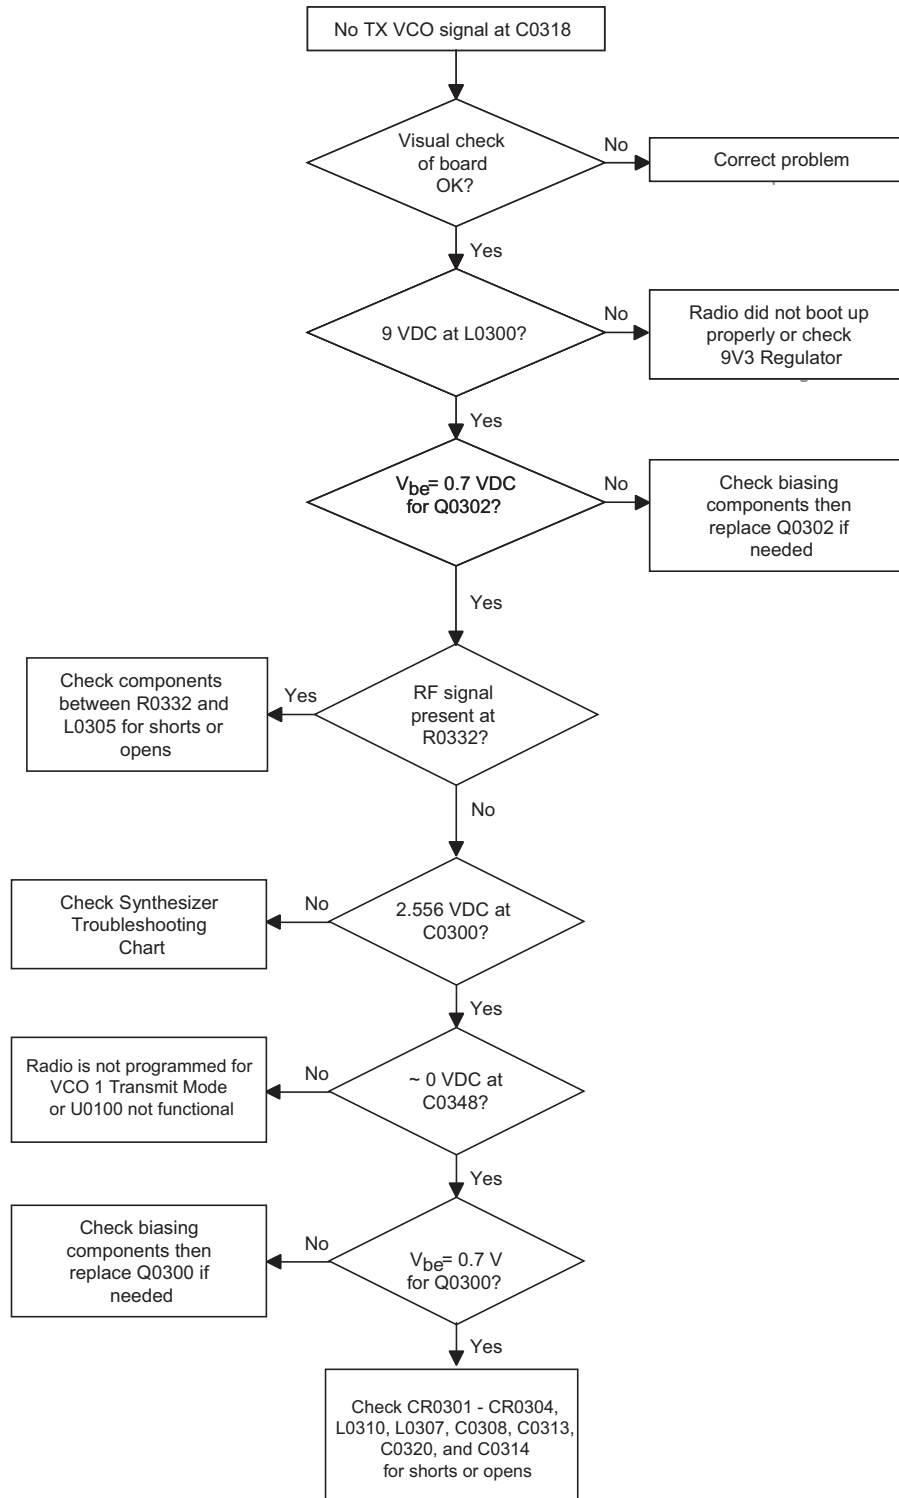 No TX VCO signal at C0318
Visual check
of board
OK?
No
Correct problem
Yes
9 VDC at L0300?
No
Radio did not boot up
properly or check
9V3 Regulator
Yes
Vbe= 0.7 VDC
for Q0302?
No
Check biasing
components then
replace Q0302 if
needed
Yes
RF signal
present at
R0332?
Yes
Check components
between R0332 and
L0305 for shorts or
opens
No
2.556 VDC at
C0300?
No
Check Synthesizer
Troubleshooting
Chart
Yes
~ 0 VDC at
C0348?
No
Radio is not programmed for
VCO 1 Transmit Mode
or U0100 not functional
Yes
Vbe= 0.7 V
for Q0300?
No
Check biasing
components then
replace Q0300 if
needed
Yes
Check CR0301 - CR0304,
L0310, L0307, C0308, C0313,
C0320, and C0314
for shorts or opens